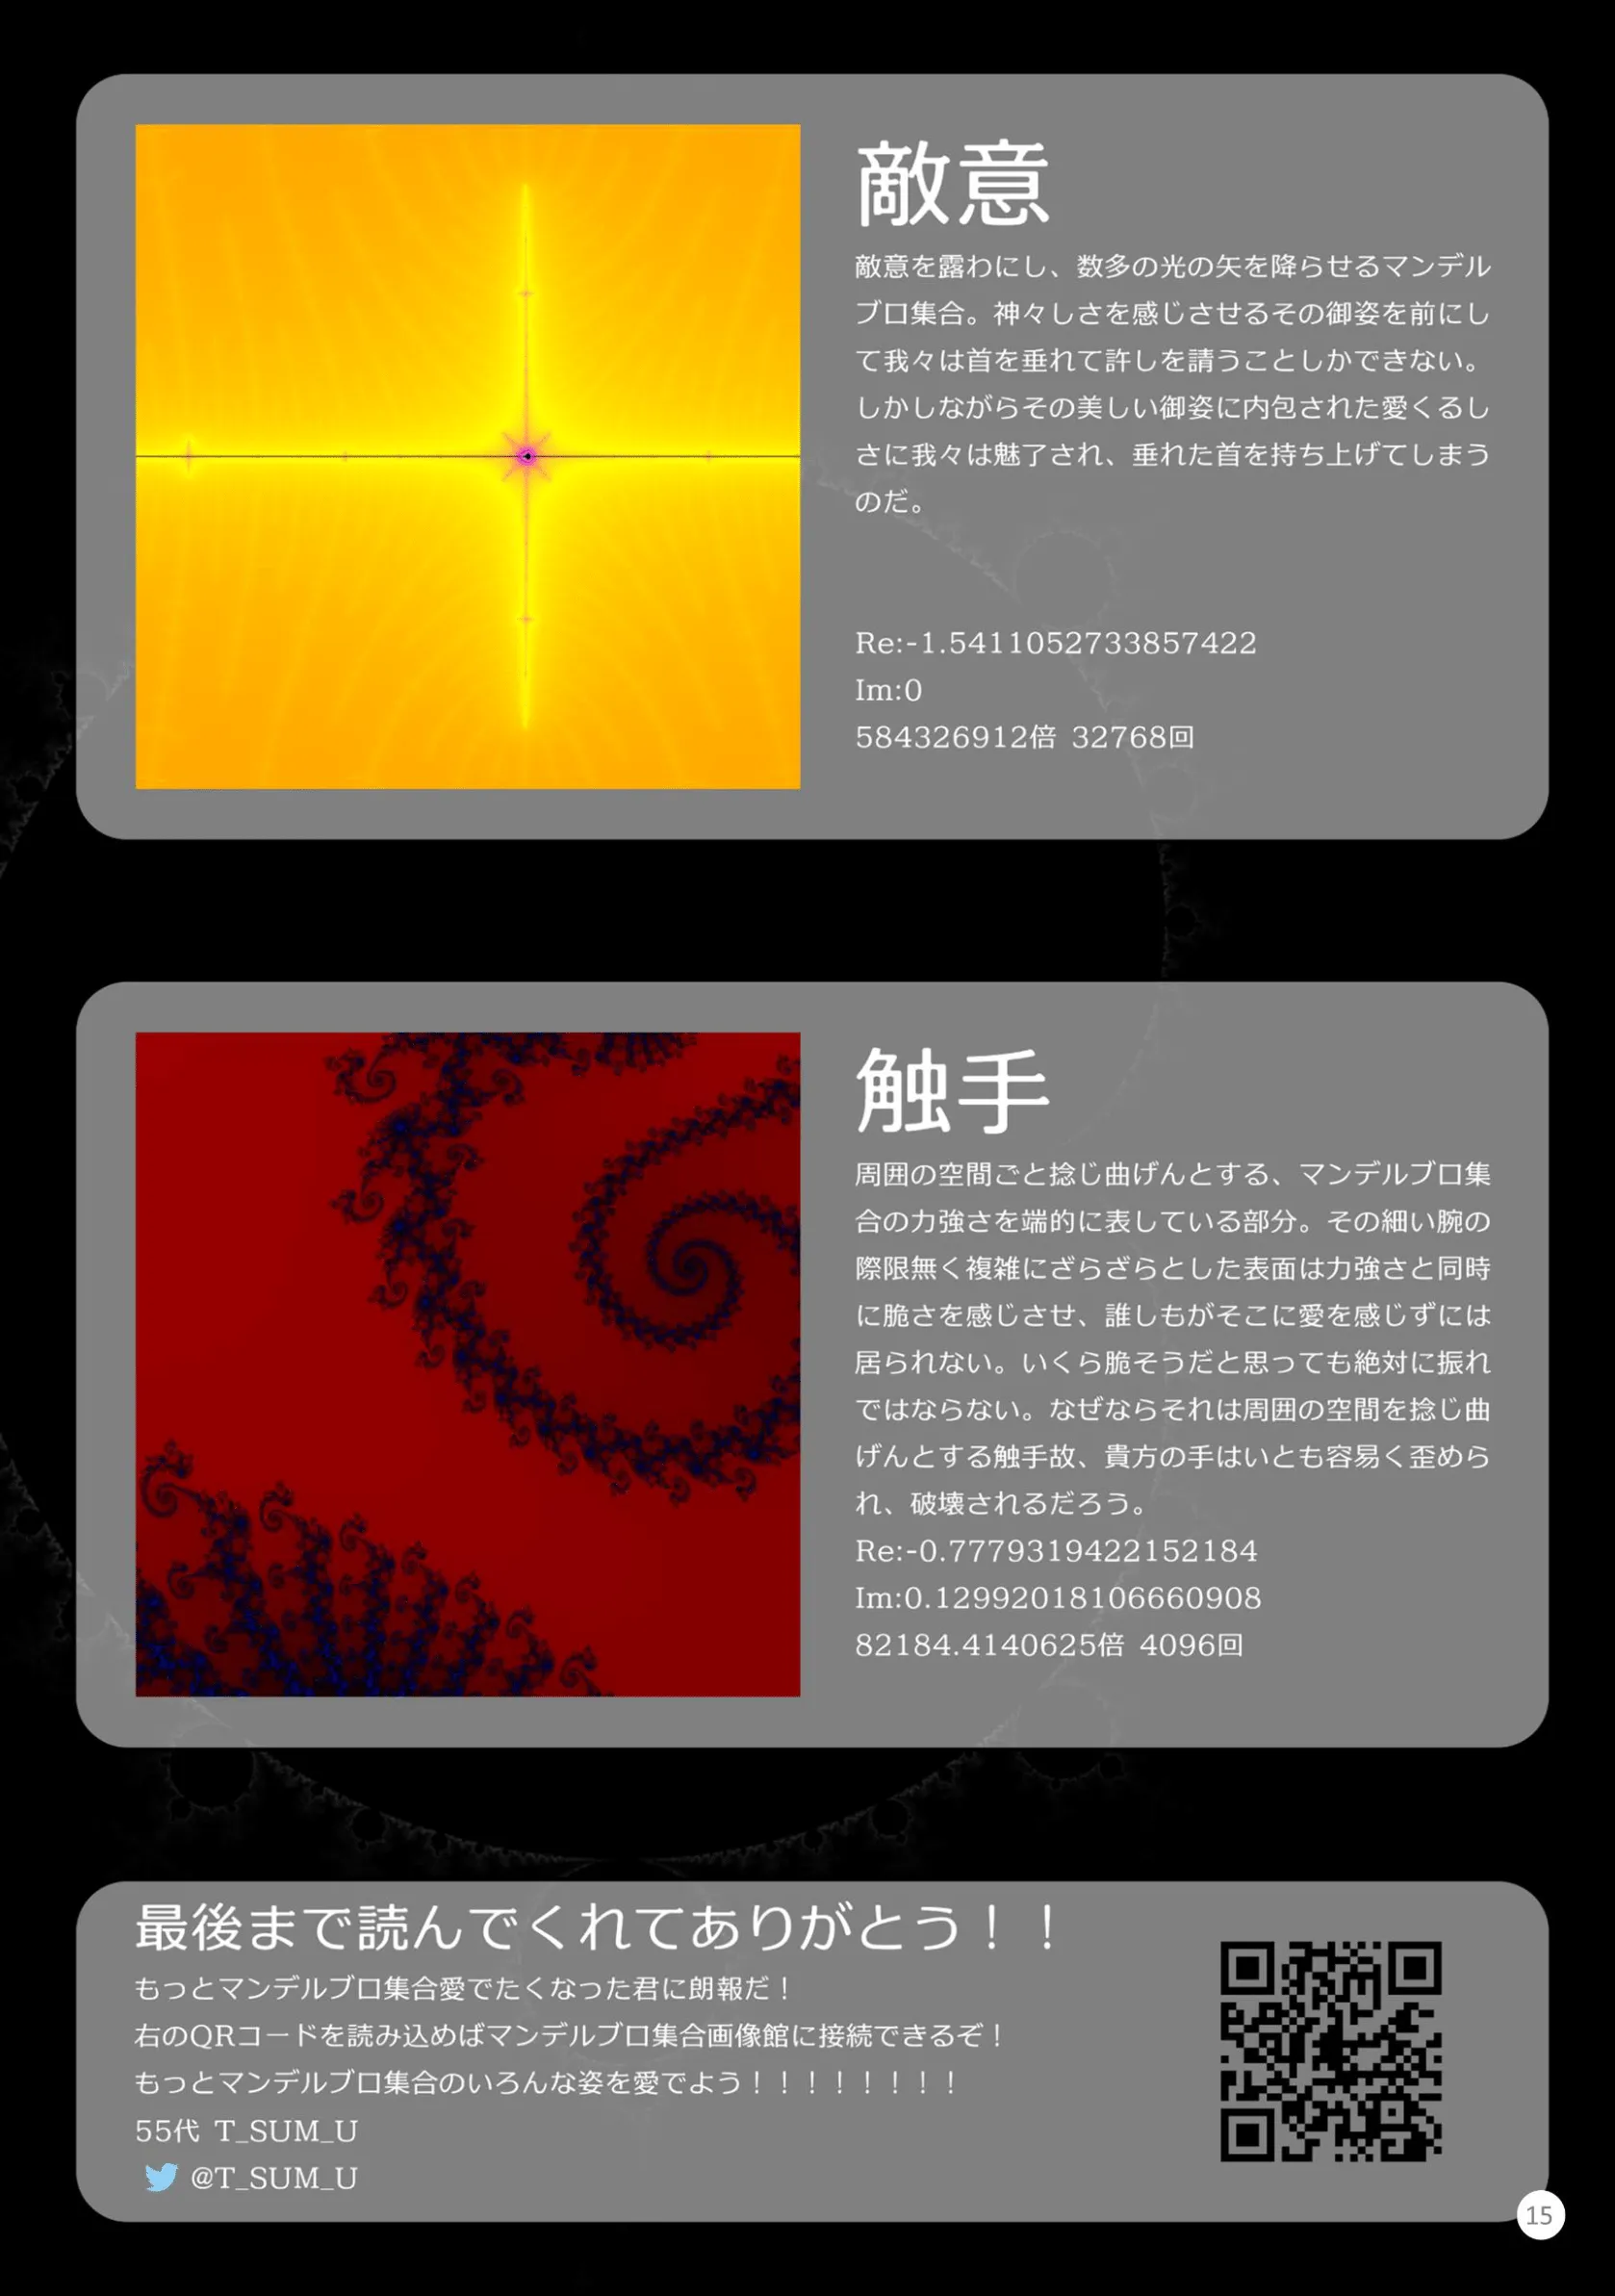 敵意
敵意を露わにし、数多の光の矢を降らせるマンデル
ブロ集合。神々しさを感じさせるその御姿を前にし
て我々は首を垂れて許しを請うことしかできない。
しかしながらその美しい御姿に内包された愛くるし
さに我々は魅了され、垂れた首を持ち上げてしまう
のだ。
Re:-1.5411052733857422
Im:0
584326912倍 32768回
触手
周囲の空間ごと捻じ曲げんとする、マンデルブロ集
合の力強さを端的に表している部分。その細い腕の
際限無く複雑にざらざらとした表面は力強さと同時
に脆さを感じさせ、誰しもがそこに愛を感じずには
居られない。いくら脆そうだと思っても絶対に振れ
ではならない。なぜならそれは周囲の空間を捻じ曲
げんとする触手故、貴方の手はいとも容易く歪めら
れ、破壊されるだろう。
Re:-0.7779319422152184
Im:0.12992018106660908
82184.4140625倍 4096回
最後まで読んでくれてありがとう！！
もっとマンデルブロ集合愛でたくなった君に朗報だ！
右のQRコードを読み込めばマンデルブロ集合画像館に接続できるぞ！
もっとマンデルブロ集合のいろんな姿を愛でよう！！！！！！！！
55代 T_SUM_U
@T_SUM_U
15